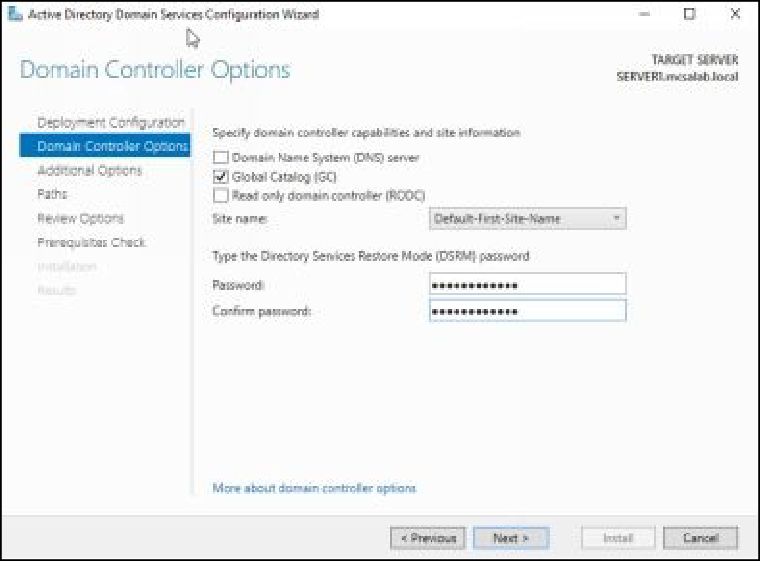 Active Directory Domain Services Configuration Wizard
Domain Controller Options
TARGET SERVER
SERVER1.mcsalab.local
Deployment Configuration
Domain Controller Options
Additional Options
Paths
Review Options
Prerequisites Check
Installation
Results
Specify domain controller capabilities and site information
Domain Name System (DNS) server
Global Catalog (GC)
Read only domain controller (RODC)
Site name:
Default-First-Site-Name
Type the Directory Services Restore Mode (DSRM) password
Password:
●●●●●●●●●●●●
Confirm password:
●●●●●●●●●●●●
More about domain controller options
< Previous
Next >
Install
Cancel